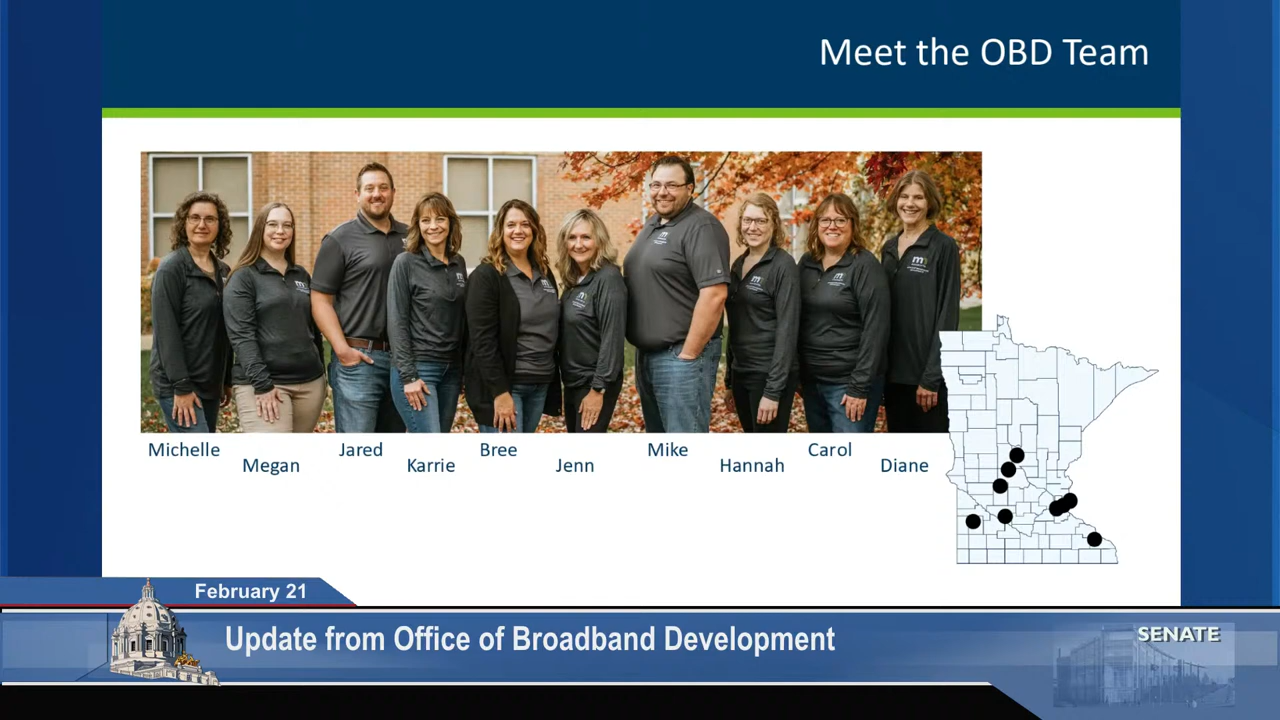 Meet the OBD Team
Michelle
Megan
Jared
Karrie
Bree
Jenn
Mike
Hannah
Carol
Diane
February 21
Update from Office of Broadband Development
SENATE